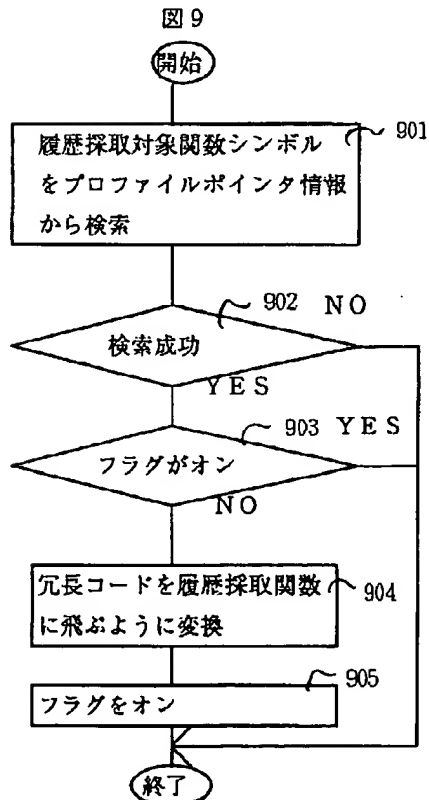 図9
開始
901
履歴採取対象関数シンボル
をプロファイルポインタ情報
から検索
902 NO
検索成功
YES
903 YES
フラグがオン
NO
冗長コードを履歴採取関数
に飛ぶように変換
904
905
フラグをオン
終了